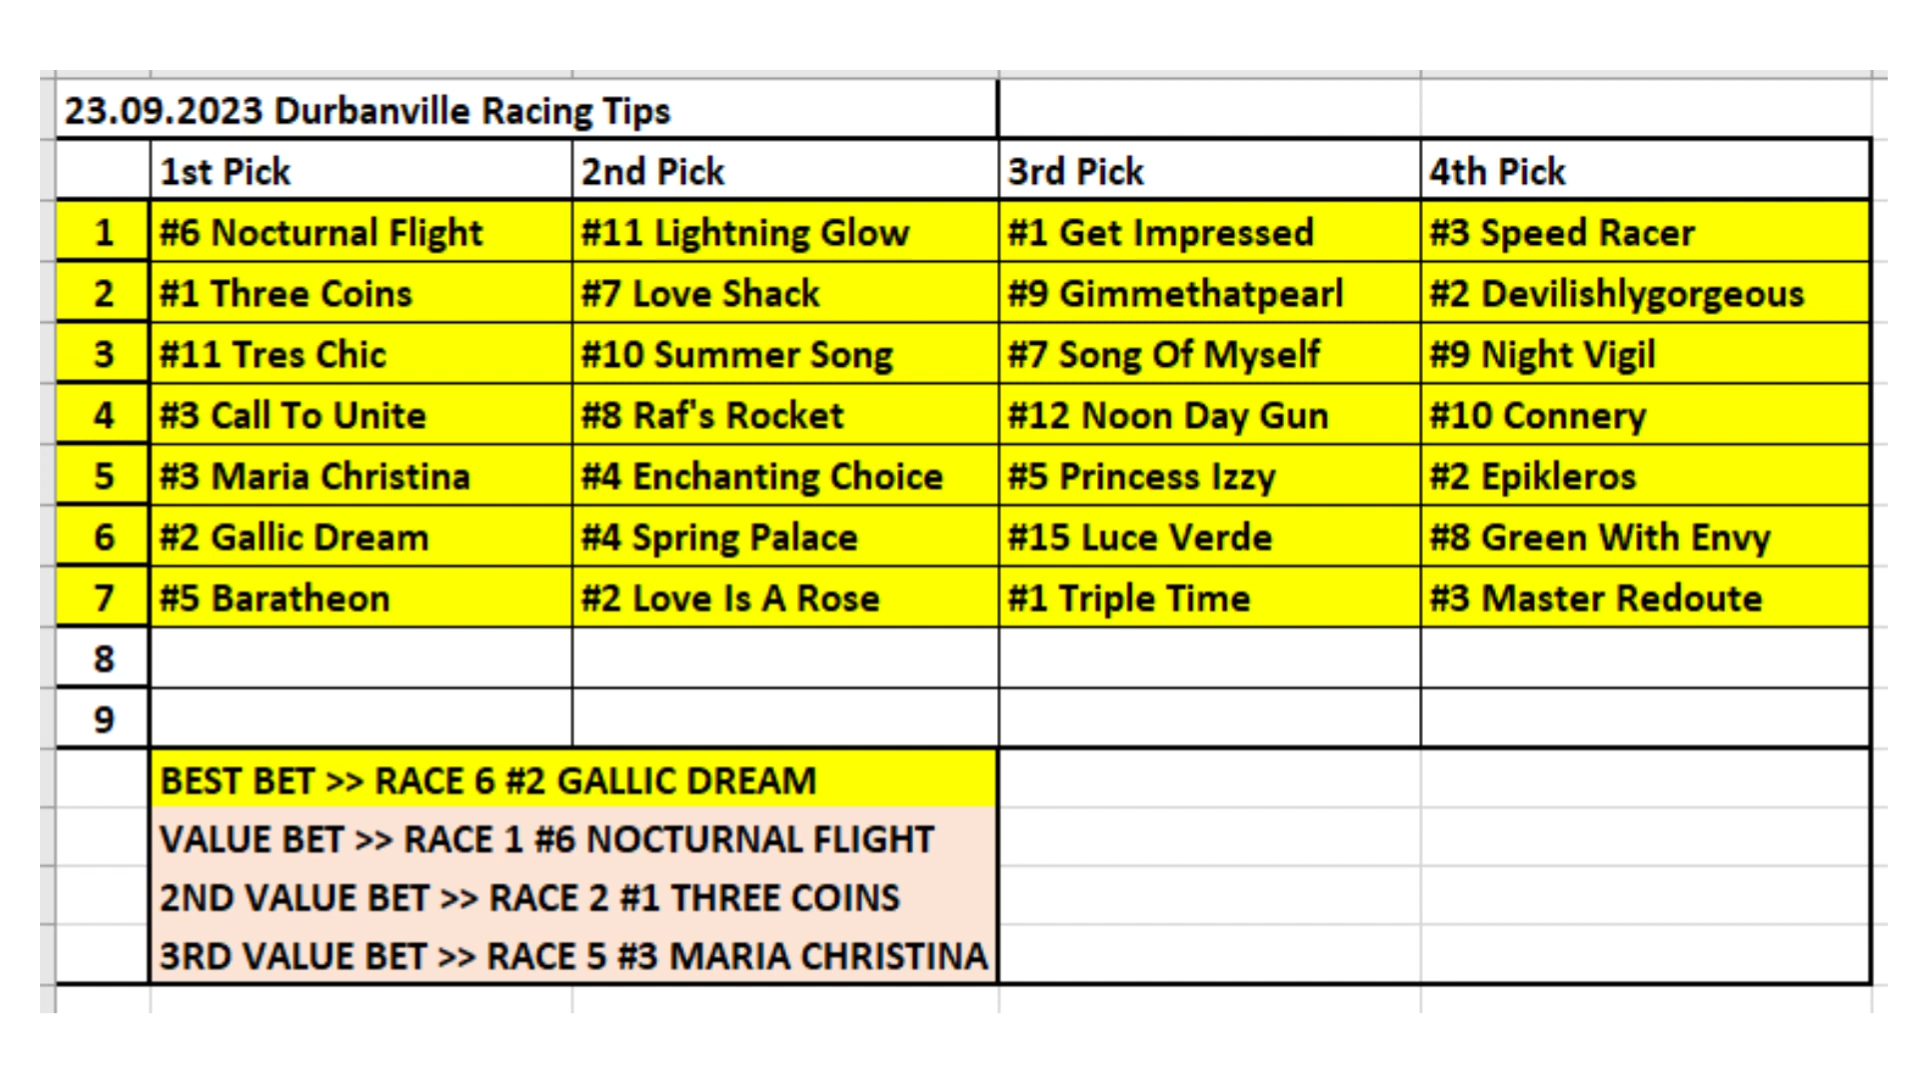 23.09.2023 Durbanville Racing Tips
1st Pick 2nd Pick 3rd Pick 4th Pick
1 #6 Nocturnal Flight #11 Lightning Glow #1 Get Impressed #3 Speed Racer
2 #1 Three Coins #7 Love Shack #9 Gimmethatpearl #2 Devilishlygorgeous
3 #11 Tres Chic #10 Summer Song #7 Song Of Myself #9 Night Vigil
4 #3 Call To Unite #8 Raf's Rocket #12 Noon Day Gun #10 Connery
5 #3 Maria Christina #4 Enchanting Choice #5 Princess Izzy #2 Epikleros
6 #2 Gallic Dream #4 Spring Palace #15 Luce Verde #8 Green With Envy
7 #5 Baratheon #2 Love Is A Rose #1 Triple Time #3 Master Redoute
8
9
BEST BET >> RACE 6 #2 GALLIC DREAM
VALUE BET >> RACE 1 #6 NOCTURNAL FLIGHT
2ND VALUE BET >> RACE 2 #1 THREE COINS
3RD VALUE BET >> RACE 5 #3 MARIA CHRISTINA